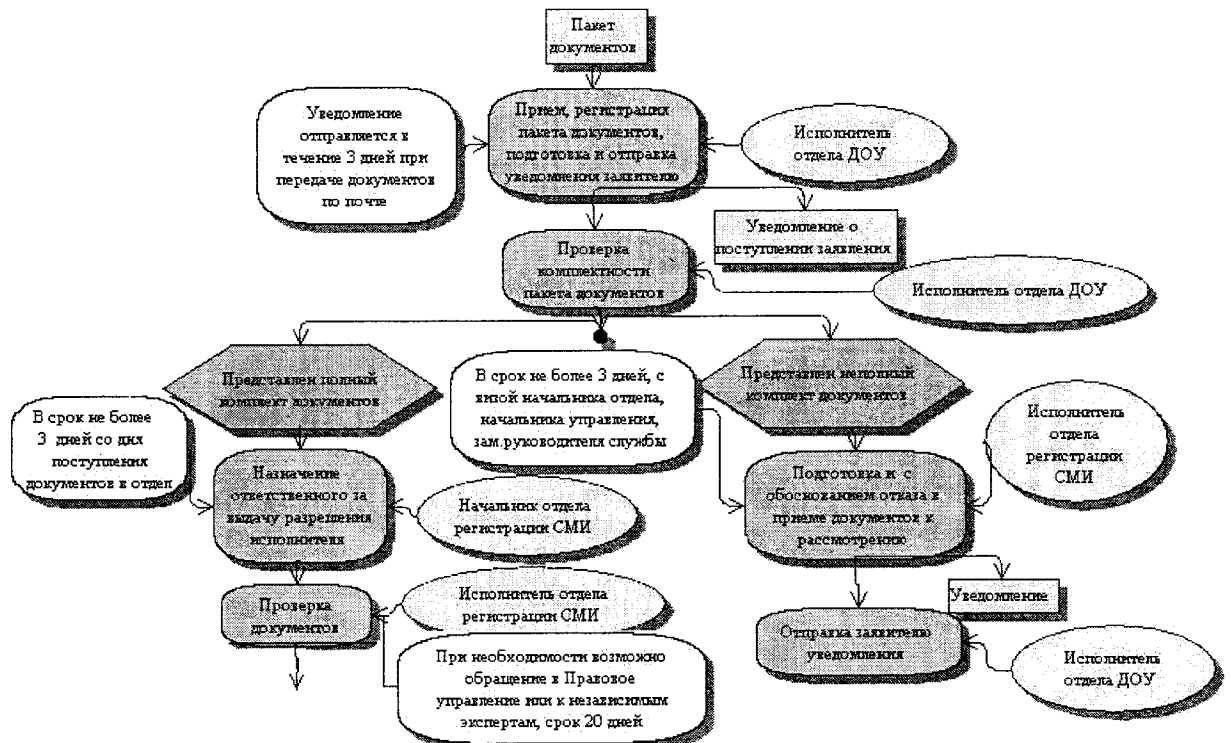 Пакет
документов
Уведомление
отправляется в
течение 3 дней при
передаче документов
по почте
Прием, регистрация
пакета документов,
подготовка и отправка
уведомления заявителю
Исполнитель
отдела ДОУ
Уведомление о
поступлении заявления
Проверка
комплектности
пакета документов
Исполнитель отдела ДОУ
Представлен полный
комплект документов
В срок не более 3 дней, с
визой начальника отдела,
начальника управления,
зам.руководителя службы
Представлен неполный
комплект документов
В срок не более
3 дней со дня
поступления
документов в отдел
Исполнитель
отдела
регистрации
СМИ
Назначение
ответственного за
выдачу разрешения
исполнителя
Начальник отдела
регистрации СМИ
Подготовка и с
обоснованием отказа в
приеме документов к
рассмотрению
Проверка
документов
Исполнитель отдела
регистрации СМИ
Уведомление
Отправка заявителю
уведомления
При необходимости возможно
обращение в Правовое
управление или к независимым
экспертам, срок 20 дней
Исполнитель
отдела ДОУ